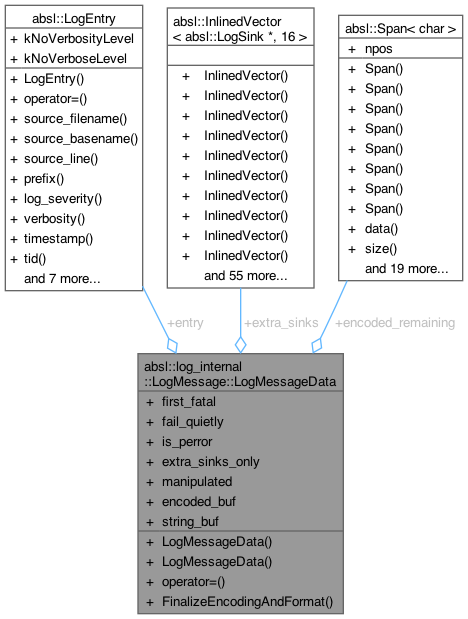 absl::LogEntry
+ kNoVerbosityLevel
+ kNoVerboseLevel
+ LogEntry()
+ operator=()
+ source_filename()
+ source_basename()
+ source_line()
+ prefix()
+ log_severity()
+ verbosity()
+ timestamp()
+ tid()
and 7 more...
absl::InlinedVector
< absl::LogSink *, 16 >
+ InlinedVector()
+ InlinedVector()
+ InlinedVector()
+ InlinedVector()
+ InlinedVector()
+ InlinedVector()
+ InlinedVector()
+ InlinedVector()
+ InlinedVector()
+ InlinedVector()
and 55 more...
absl::Span< char >
+ npos
+ Span()
+ Span()
+ Span()
+ Span()
+ Span()
+ Span()
+ Span()
+ Span()
+ data()
+ size()
and 19 more...
+entry
+extra_sinks
+encoded_remaining
absl::log_internal
::LogMessage::LogMessageData
+ first_fatal
+ fail_quietly
+ is_perror
+ extra_sinks_only
+ manipulated
+ encoded_buf
+ string_buf
+ LogMessageData()
+ LogMessageData()
+ operator=()
+ FinalizeEncodingAndFormat()